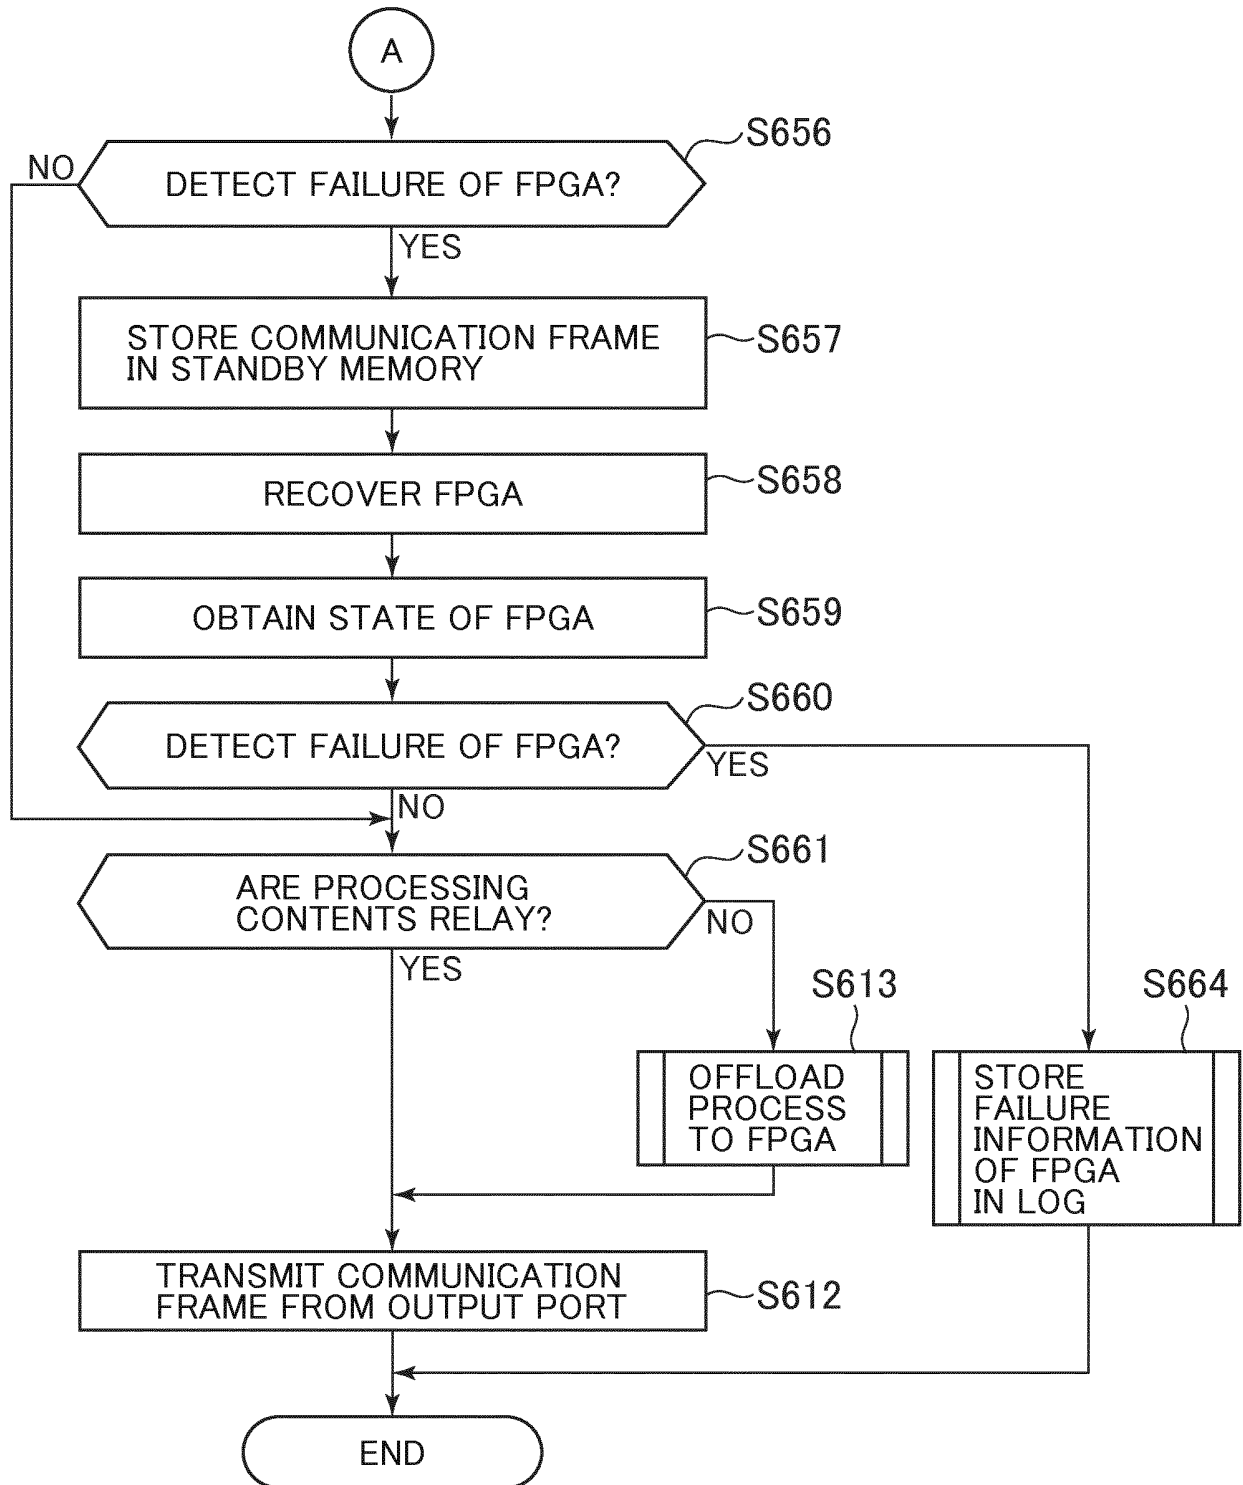 A
S656
NO
DETECT FAILURE OF FPGA?
YES
STORE COMMUNICATION FRAME
IN STANDBY MEMORY
S657
RECOVER FPGA
S658
OBTAIN STATE OF FPGA
S659
S660
DETECT FAILURE OF FPGA?
YES
NO
S661
ARE PROCESSING
CONTENTS RELAY?
NO
YES
S613
OFFLOAD
PROCESS
TO FPGA
S664
STORE
FAILURE
INFORMATION
OF FPGA
IN LOG
TRANSMIT COMMUNICATION
FRAME FROM OUTPUT PORT
S612
END